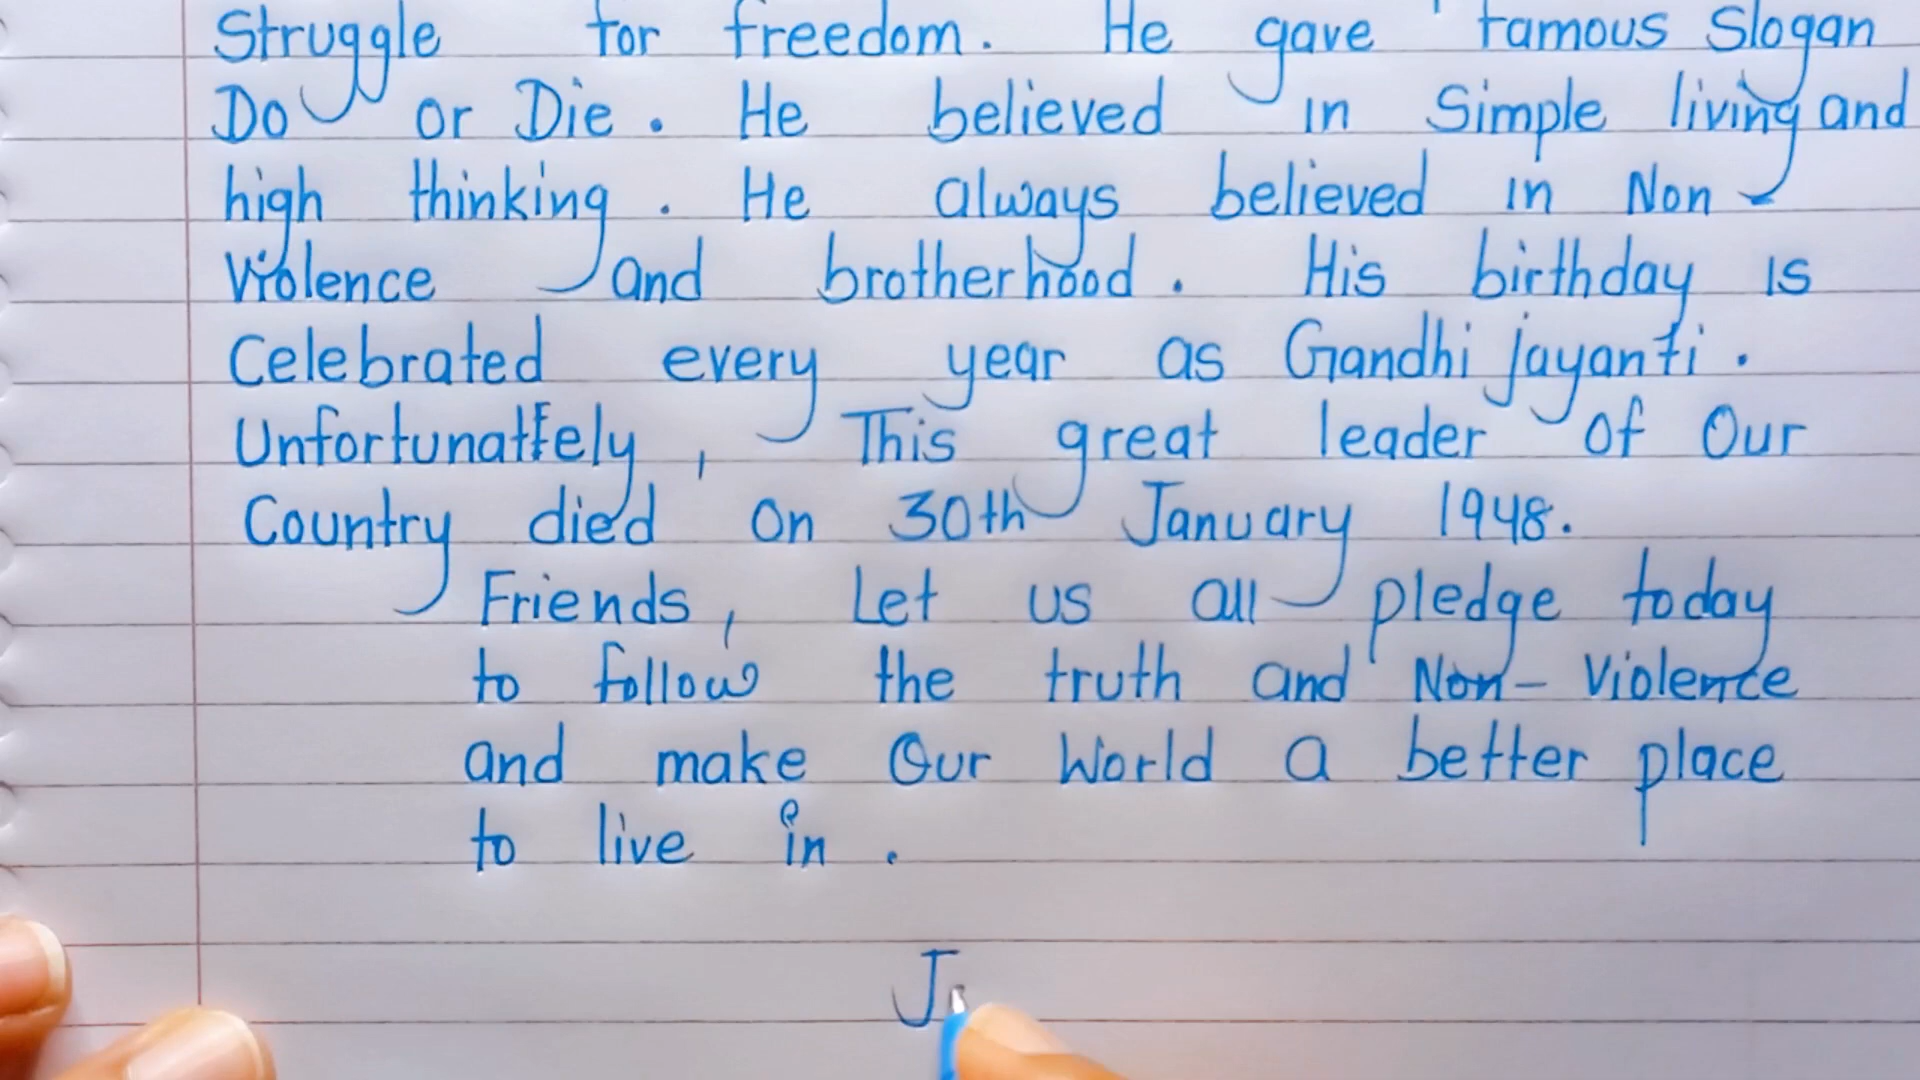 Struggle for freedom. He gave famous Slogan
Do or Die. He believed in Simple living and
high thinking. He always believed in Non
Violence and brotherhood. His birthday is
Celebrated every year as Gandhi jayanti.
Unfortunattely, This great leader of Our
Country died on 30th January 1948.
Friends, Let us all pledge today
to follow the truth and Non-Violence
and make Our World a better place
to live in.
J